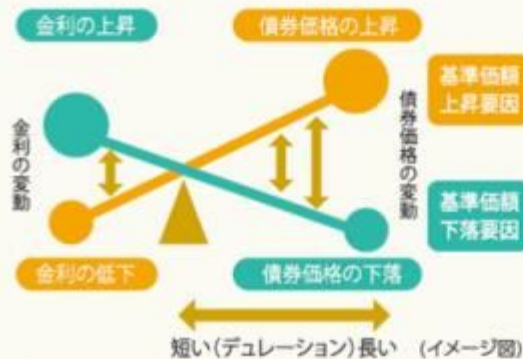 金利の上昇
債券価格の上昇
基準価額
上昇要因
金利の変動
債券価格の変動
基準価額
下落要因
金利の低下
債券価格の下落
短い(デュレーション)長い (イメージ図)